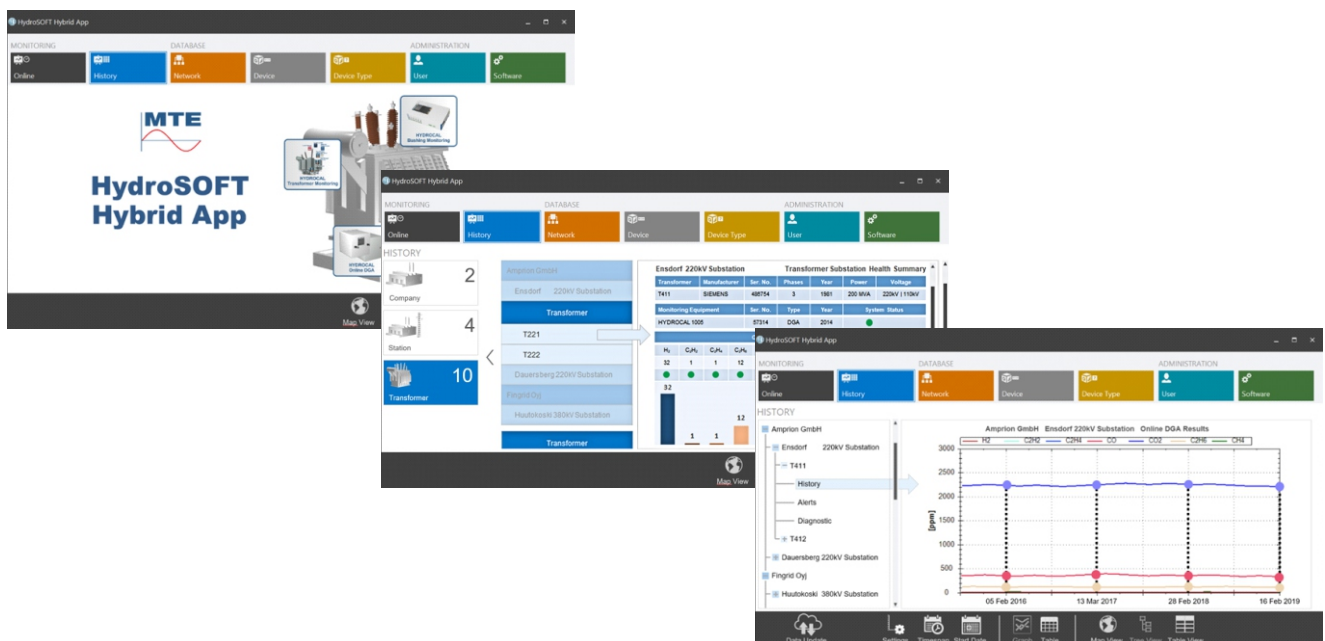 HydroSOFT Hybrid App
MONITORING DATABASE ADMINISTRATION
Online History Network Device Device Type User Software
MTE
HydroSOFT
Hybrid App
HYDROCAL
Bushing Monitoring
HYDROCAL
Transformer Monitoring
HYDROCAL
Online DGA
Map View
HydroSOFT Hybrid App
MONITORING DATABASE ADMINISTRATION
Online History Network Device Device Type User Software
HISTORY
2
Company
4
Station
10
Transformer
Amprion GmbH
Ensdorf 220kV Substation
Transformer
T221
T222
Dauersberg 220kV Substation
Fingrid Oyj
Huutokoski 380kV Substation
Transformer
Ensdorf 220kV Substation Transformer Substation Health Summary
Transformer Manufacturer Ser. No. Phases Year Power Voltage
T411 SIEMENS 485754 3 1981 200 MVA 220kV | 110kV
Monitoring Equipment Ser. No. Type Year System Status
HYDROCAL 1005 57314 DGA 2014
H₂ C₂H₂ C₂H₄ C₂H₆
32 1 1 12
32
1 1 12
Map View
HydroSOFT Hybrid App
MONITORING DATABASE ADMINISTRATION
Online History Network Device Device Type User Software
HISTORY
Amprion GmbH
Ensdorf 220kV Substation
T411
History
Alerts
Diagnostic
T412
Dauersberg 220kV Substation
Fingrid Oyj
Huutokoski 380kV Substation
Amprion GmbH Ensdorf 220kV Substation Online DGA Results
H2 C2H2 C2H4 CO CO2 C2H6 CH4
3000
2500
2000
1500
1000
500
0
[ppm]
05 Feb 2016 13 Mar 2017 28 Feb 2018 16 Feb 2019
Data Update Settings Timespan Start Date Graph Table Map View Tree View Table View